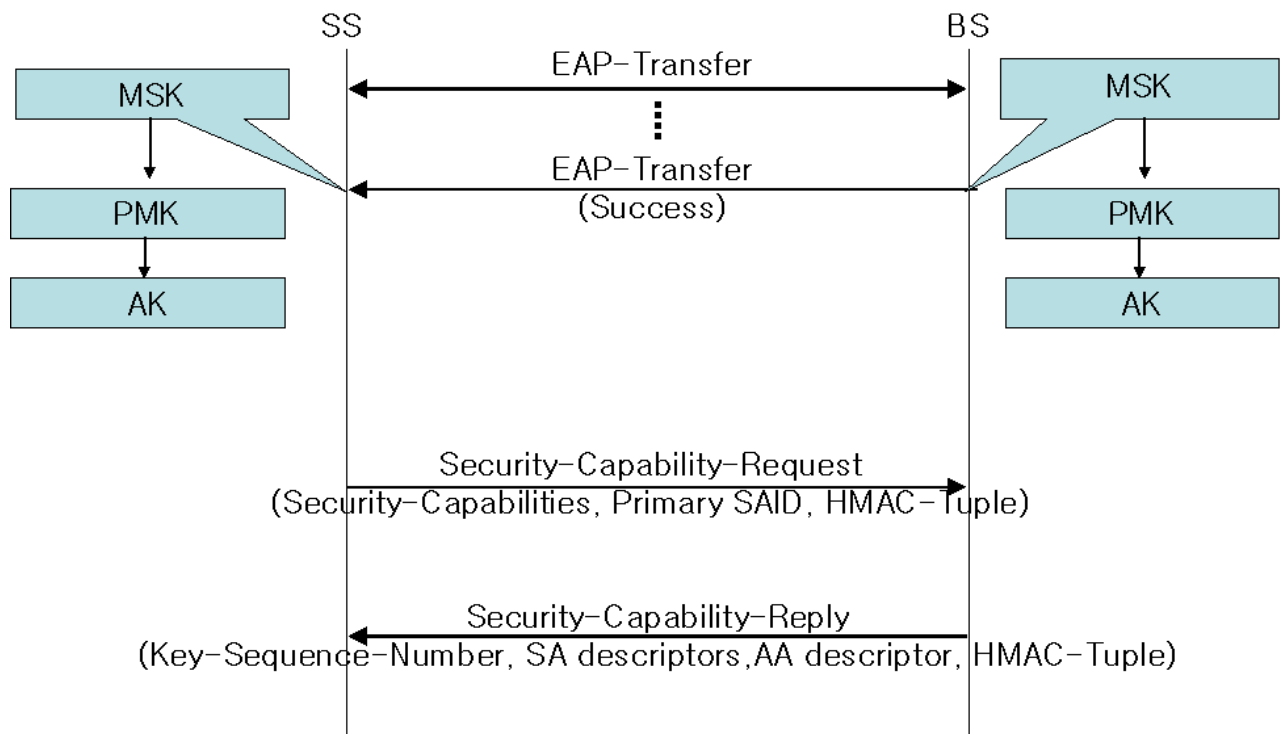 SS
BS
EAP-Transfer
MSK
MSK
EAP-Transfer
(Success)
PMK
PMK
AK
AK
Security-Capability-Request
(Security-Capabilities, Primary SAID, HMAC-Tuple)
Security-Capability-Reply
(Key-Sequence-Number, SA descriptors,AA descriptor, HMAC-Tuple)